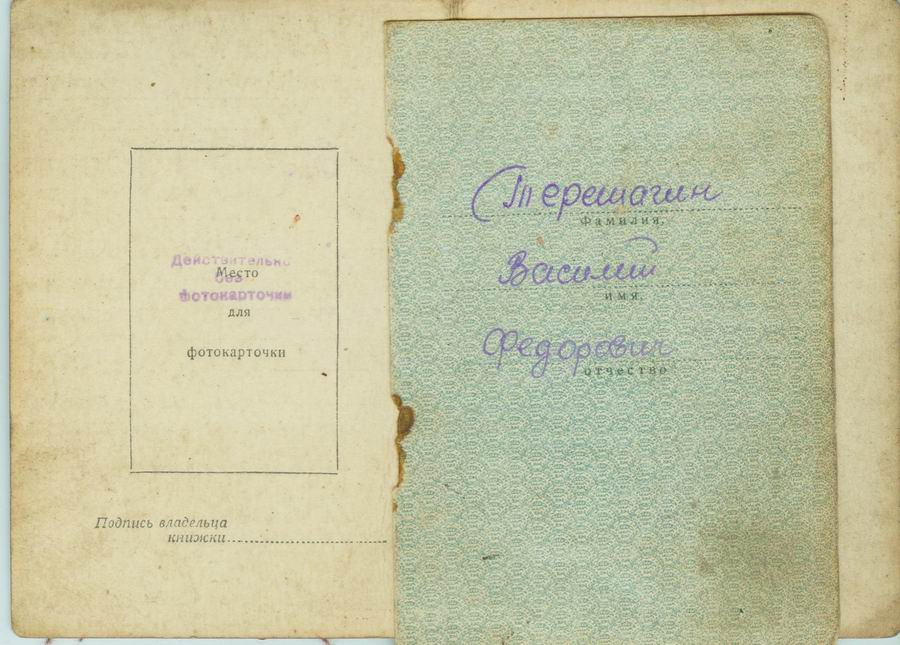 Действительно
без
фотокарточки
Место
для
фотокарточки
Подпись владельца
книжки
Терешагин
Фамилия,
Василий
имя,
Федорович
отчество